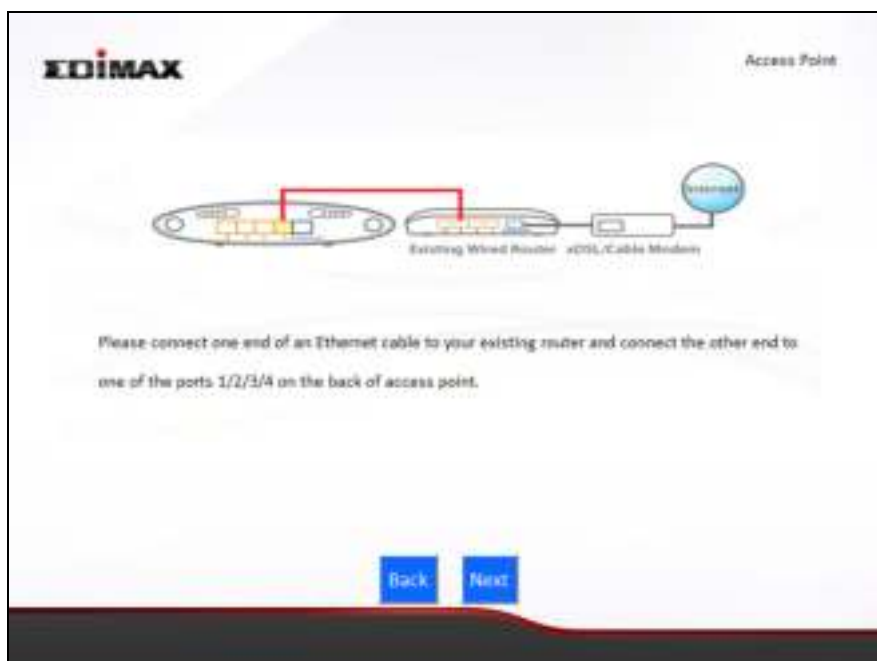 EDIMAX
Access Point
Internet
Existing Wired Router
xDSL/Cable Modem
Please connect one end of an Ethernet cable to your existing router and connect the other end to
one of the ports 1/2/3/4 on the back of access point.
Back
Next